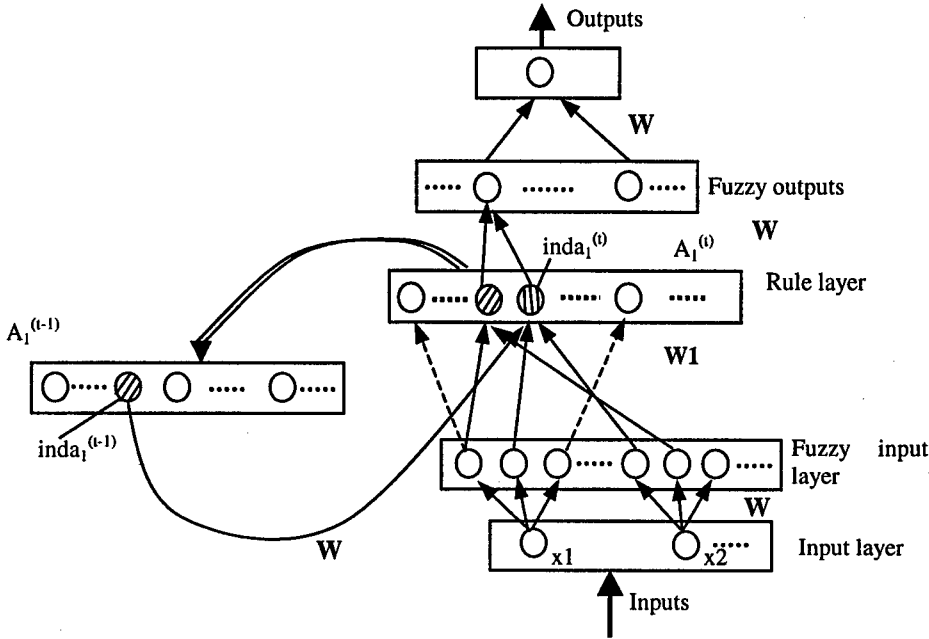 Outputs
W
Fuzzy outputs
W
inda₁⁽ᵗ⁾
A₁⁽ᵗ⁾
Rule layer
A₁⁽ᵗ⁻¹⁾
W1
inda₁⁽ᵗ⁻¹⁾
Fuzzy input
layer
W
W
x1
x2
Input layer
Inputs